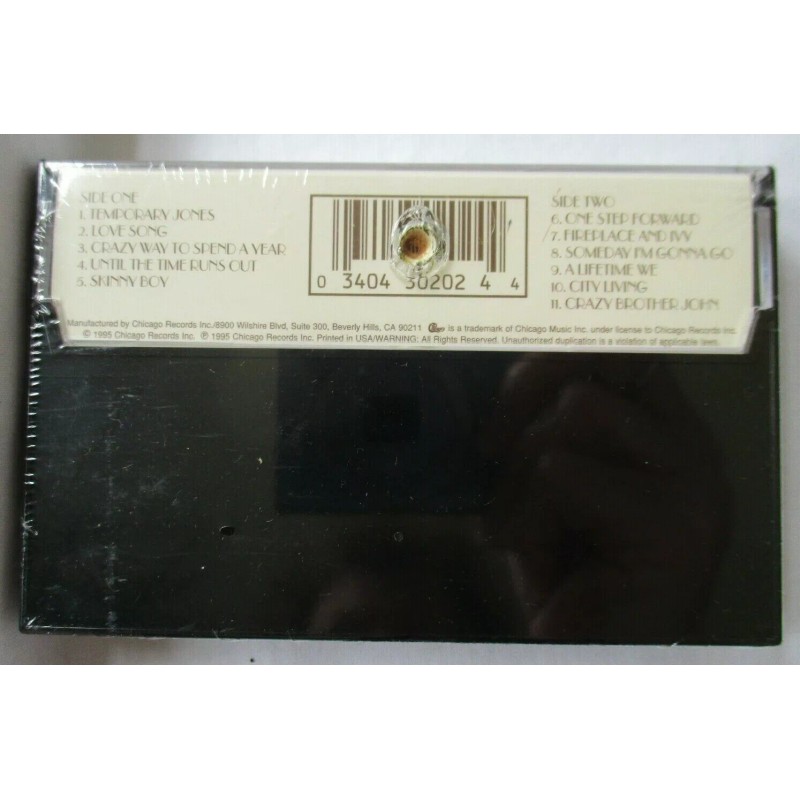 SIDE ONE
1. TEMPORARY JONES
2. LOVE SONG
3. CRAZY WAY TO SPEND A YEAR
4. UNTIL THE TIME RUNS OUT
5. SKINNY BOY
0 3404 30202 4 4
SIDE TWO
6. ONE STEP FORWARD
7. FIREPLACE AND IVY
8. SOMEDAY I'M GONNA GO
9. A LIFETIME WE
10. CITY LIVING
11. CRAZY BROTHER JOHN
Manufactured by Chicago Records Inc./8900 Wilshire Blvd, Suite 300, Beverly Hills, CA 90211 Chicago is a trademark of Chicago Music Inc. under license to Chicago Records Inc.
© 1995 Chicago Records Inc. ℗ 1995 Chicago Records Inc. Printed in USA/WARNING: All Rights Reserved. Unauthorized duplication is a violation of applicable laws.